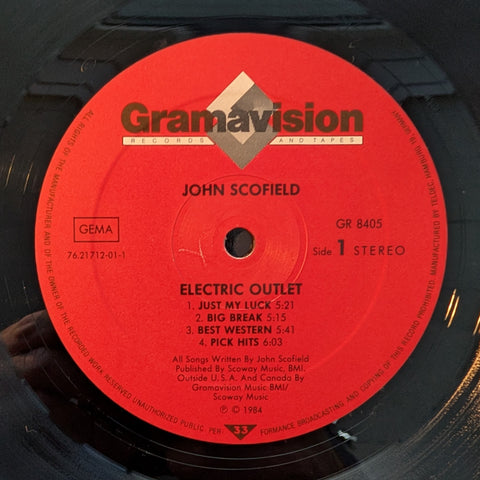 Gramavision
RECORDS AND TAPES
JOHN SCOFIELD
GEMA
76.21712-01-1
GR 8405
Side 1 STEREO
ELECTRIC OUTLET
1. JUST MY LUCK 5:21
2. BIG BREAK 5:15
3. BEST WESTERN 5:41
4. PICK HITS 6:03
All Songs Written By John Scofield
Published By Scoway Music, BMI.
Outside U.S.A. And Canada By
Gramavision Music BMI/
Scoway Music
℗ © 1984
33
ALL RIGHTS OF THE MANUFACTURER AND OF THE OWNER OF THE RECORDED WORK RESERVED UNAUTHORIZED PUBLIC PER- FORMANCE BROADCASTING AND COPYING OF THIS RECORD PROHIBITED. MANUFACTURED BY TELDEC HAMBURG